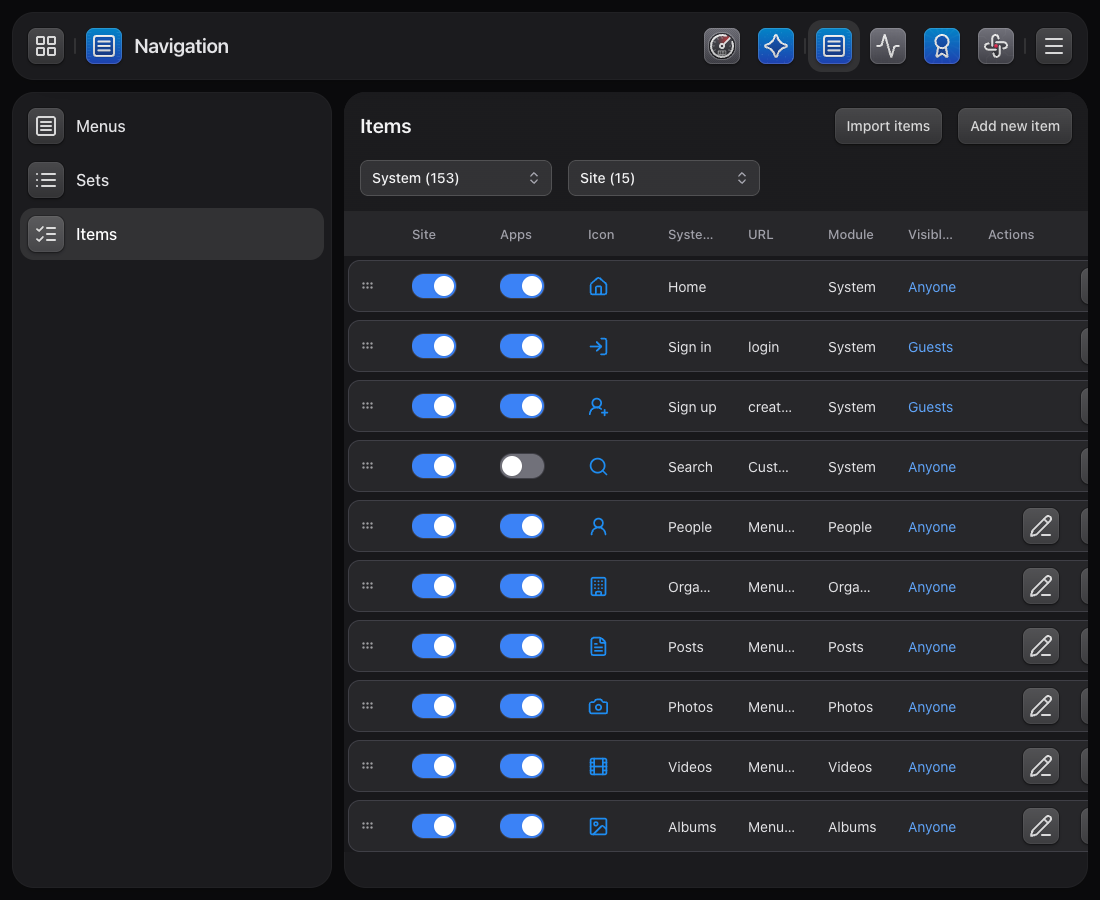 Navigation
Menus
Sets
Items
Items
Import items
Add new item
System (153)
Site (15)
Site Apps Icon Syste... URL Module Visibl... Actions
Home System Anyone
Sign in login System Guests
Sign up creat... System Guests
Search Cust... System Anyone
People Menu... People Anyone
Orga... Menu... Orga... Anyone
Posts Menu... Posts Anyone
Photos Menu... Photos Anyone
Videos Menu... Videos Anyone
Albums Menu... Albums Anyone